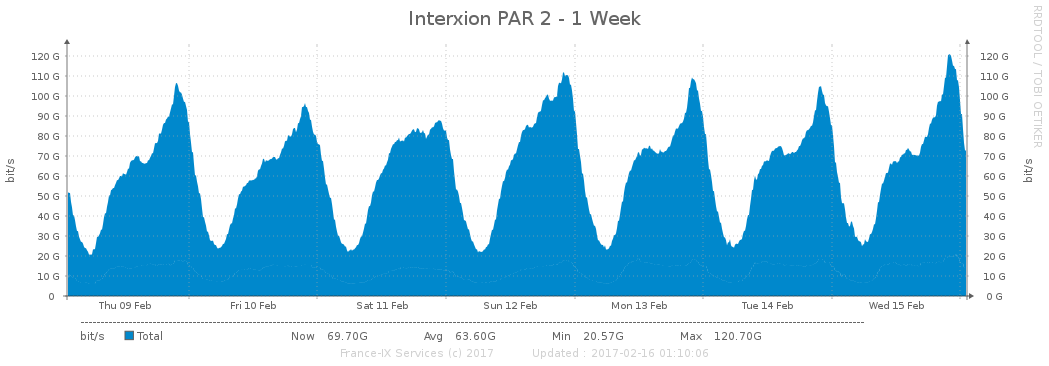 Interxion PAR 2 - 1 Week
RRDTOOL / TOBI OETIKER
120 G 120 G
110 G 110 G
100 G 100 G
90 G 90 G
80 G 80 G
70 G 70 G
60 G 60 G
50 G 50 G
40 G 40 G
30 G 30 G
20 G 20 G
10 G 10 G
0 0 G
bit/s
bit/s
Thu 09 Feb Fri 10 Feb Sat 11 Feb Sun 12 Feb Mon 13 Feb Tue 14 Feb Wed 15 Feb
bit/s Total Now 69.70G Avg 63.60G Min 20.57G Max 120.70G
France-IX Services (c) 2017 Updated : 2017-02-16 01:10:06